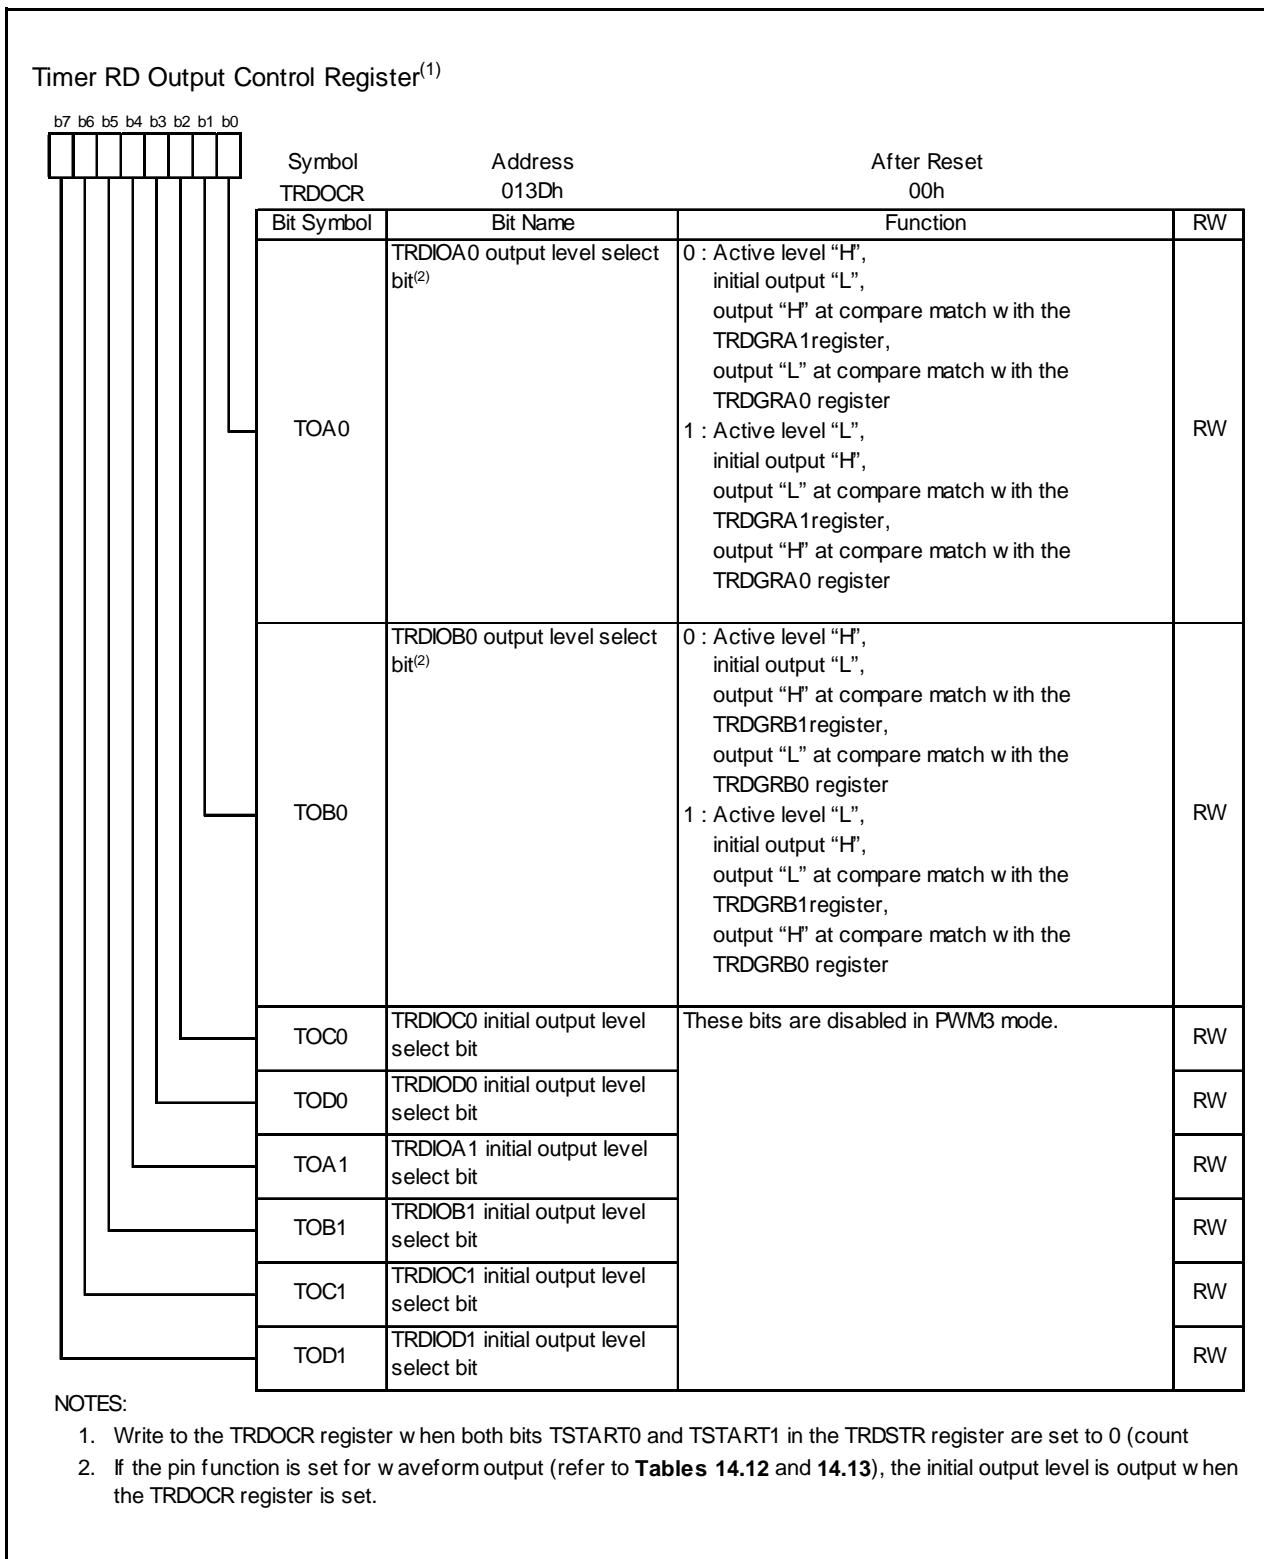 Timer RD Output Control Register(1)
b7 b6 b5 b4 b3 b2 b1 b0
Symbol Address After Reset
TRDOCR 013Dh 00h
Bit Symbol Bit Name Function RW
TOA0
TRDIOA0 output level select
bit(2)
0 : Active level “H”,
initial output “L”,
output “H” at compare match with the
TRDGRA1register,
output “L” at compare match with the
TRDGRA0 register
1 : Active level “L”,
initial output “H”,
output “L” at compare match with the
TRDGRA1register,
output “H” at compare match with the
TRDGRA0 register
RW
TOB0
TRDIOB0 output level select
bit(2)
0 : Active level “H”,
initial output “L”,
output “H” at compare match with the
TRDGRB1register,
output “L” at compare match with the
TRDGRB0 register
1 : Active level “L”,
initial output “H”,
output “L” at compare match with the
TRDGRB1register,
output “H” at compare match with the
TRDGRB0 register
RW
TOC0
TRDIOC0 initial output level
select bit
These bits are disabled in PWM3 mode.
RW
TOD0
TRDIOD0 initial output level
select bit
RW
TOA1
TRDIOA1 initial output level
select bit
RW
TOB1
TRDIOB1 initial output level
select bit
RW
TOC1
TRDIOC1 initial output level
select bit
RW
TOD1
TRDIOD1 initial output level
select bit
RW
NOTES:
1. Write to the TRDOCR register when both bits TSTART0 and TSTART1 in the TRDSTR register are set to 0 (count
2. If the pin function is set for waveform output (refer to Tables 14.12 and 14.13), the initial output level is output when
the TRDOCR register is set.